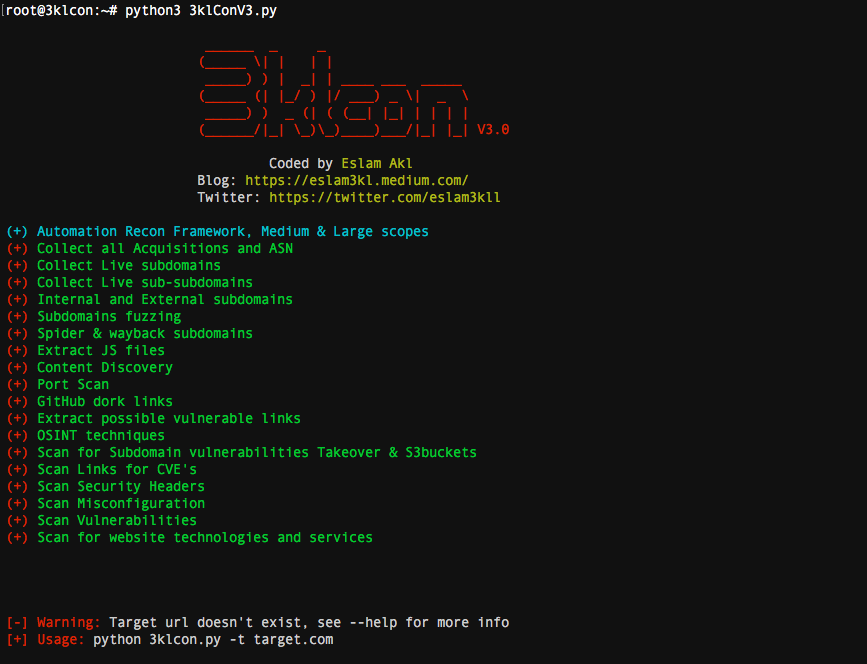 [root@3klcon:~# python3 3klConV3.py
3klcon
V3.0
Coded by Eslam Akl
Blog: https://eslam3kl.medium.com/
Twitter: https://twitter.com/eslam3kll
(+) Automation Recon Framework, Medium & Large scopes
(+) Collect all Acquisitions and ASN
(+) Collect Live subdomains
(+) Collect Live sub-subdomains
(+) Internal and External subdomains
(+) Subdomains fuzzing
(+) Spider & wayback subdomains
(+) Extract JS files
(+) Content Discovery
(+) Port Scan
(+) GitHub dork links
(+) Extract possible vulnerable links
(+) OSINT techniques
(+) Scan for Subdomain vulnerabilities Takeover & S3buckets
(+) Scan Links for CVE's
(+) Scan Security Headers
(+) Scan Misconfiguration
(+) Scan Vulnerabilities
(+) Scan for website technologies and services
[-] Warning: Target url doesn't exist, see --help for more info
[+] Usage: python 3klcon.py -t target.com